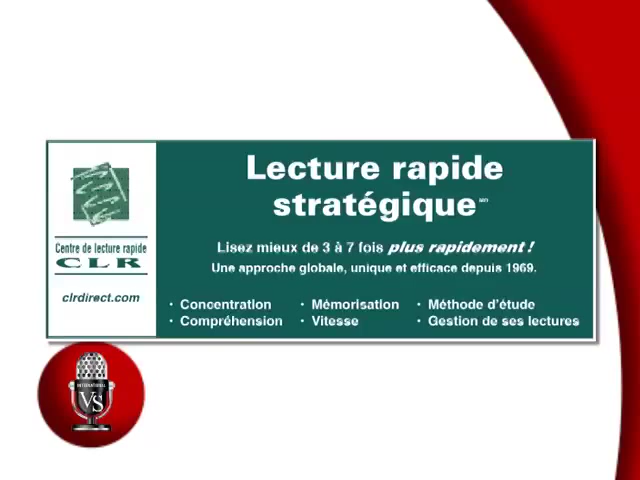 Lecture rapide
stratégique
Lisez mieux de 3 à 7 fois plus rapidement !
Une approche globale, unique et efficace depuis 1969.
Centre de lecture rapide
CLR
clrdirect.com
• Concentration • Mémorisation • Méthode d'étude
• Compréhension • Vitesse • Gestion de ses lectures
INTERNATIONAL
VS